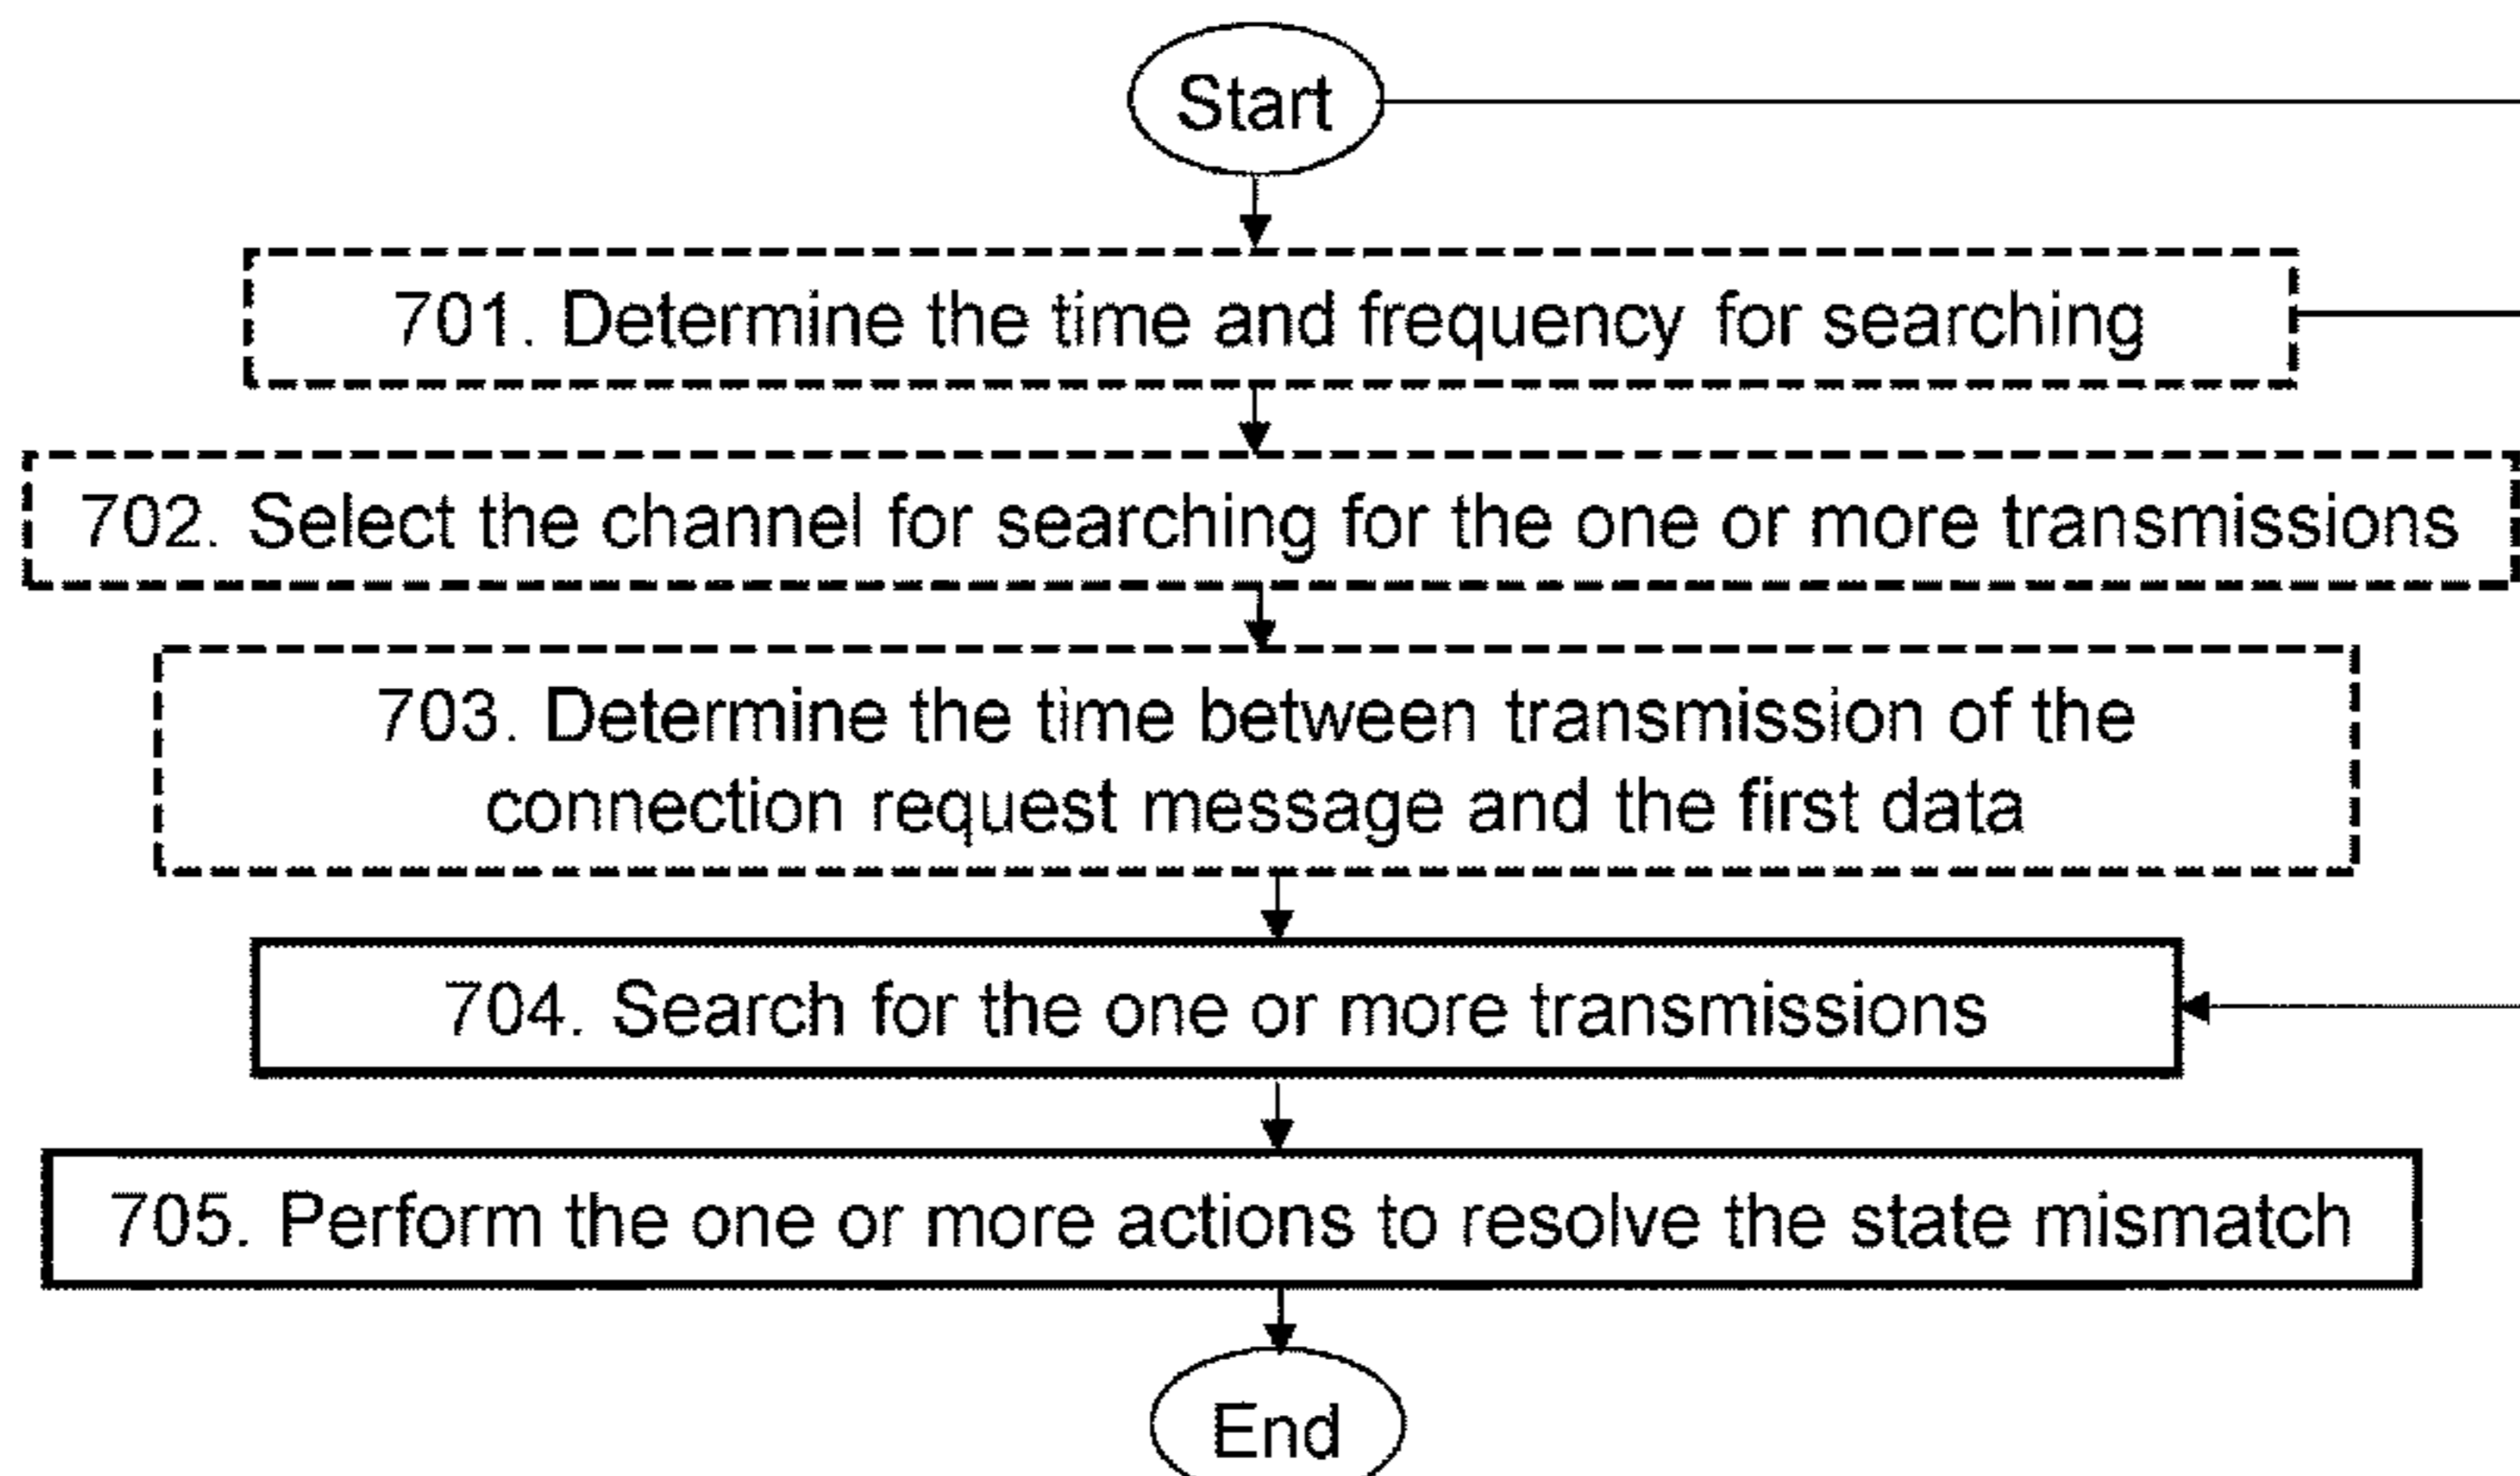 Start
701. Determine the time and frequency for searching
702. Select the channel for searching for the one or more transmissions
703. Determine the time between transmission of the
connection request message and the first data
704. Search for the one or more transmissions
705. Perform the one or more actions to resolve the state mismatch
End